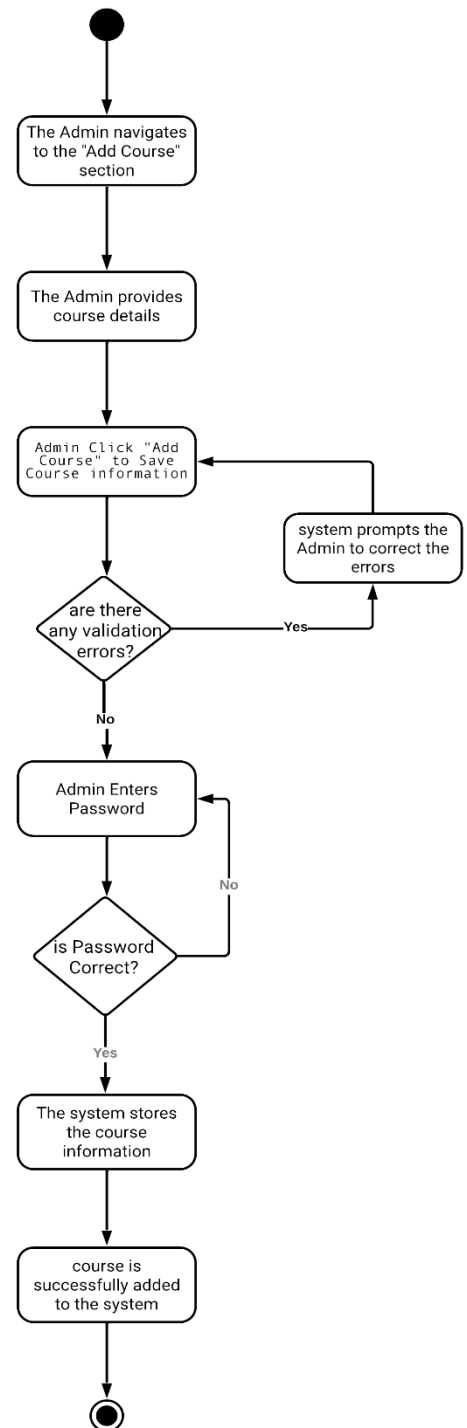 The Admin navigates
to the "Add Course"
section
The Admin provides
course details
Admin Click "Add
Course" to Save
Course information
system prompts the
Admin to correct the
errors
are there
any validation
errors?
Yes
No
Admin Enters
Password
No
is Password
Correct?
Yes
The system stores
the course
information
course is
successfully added
to the system